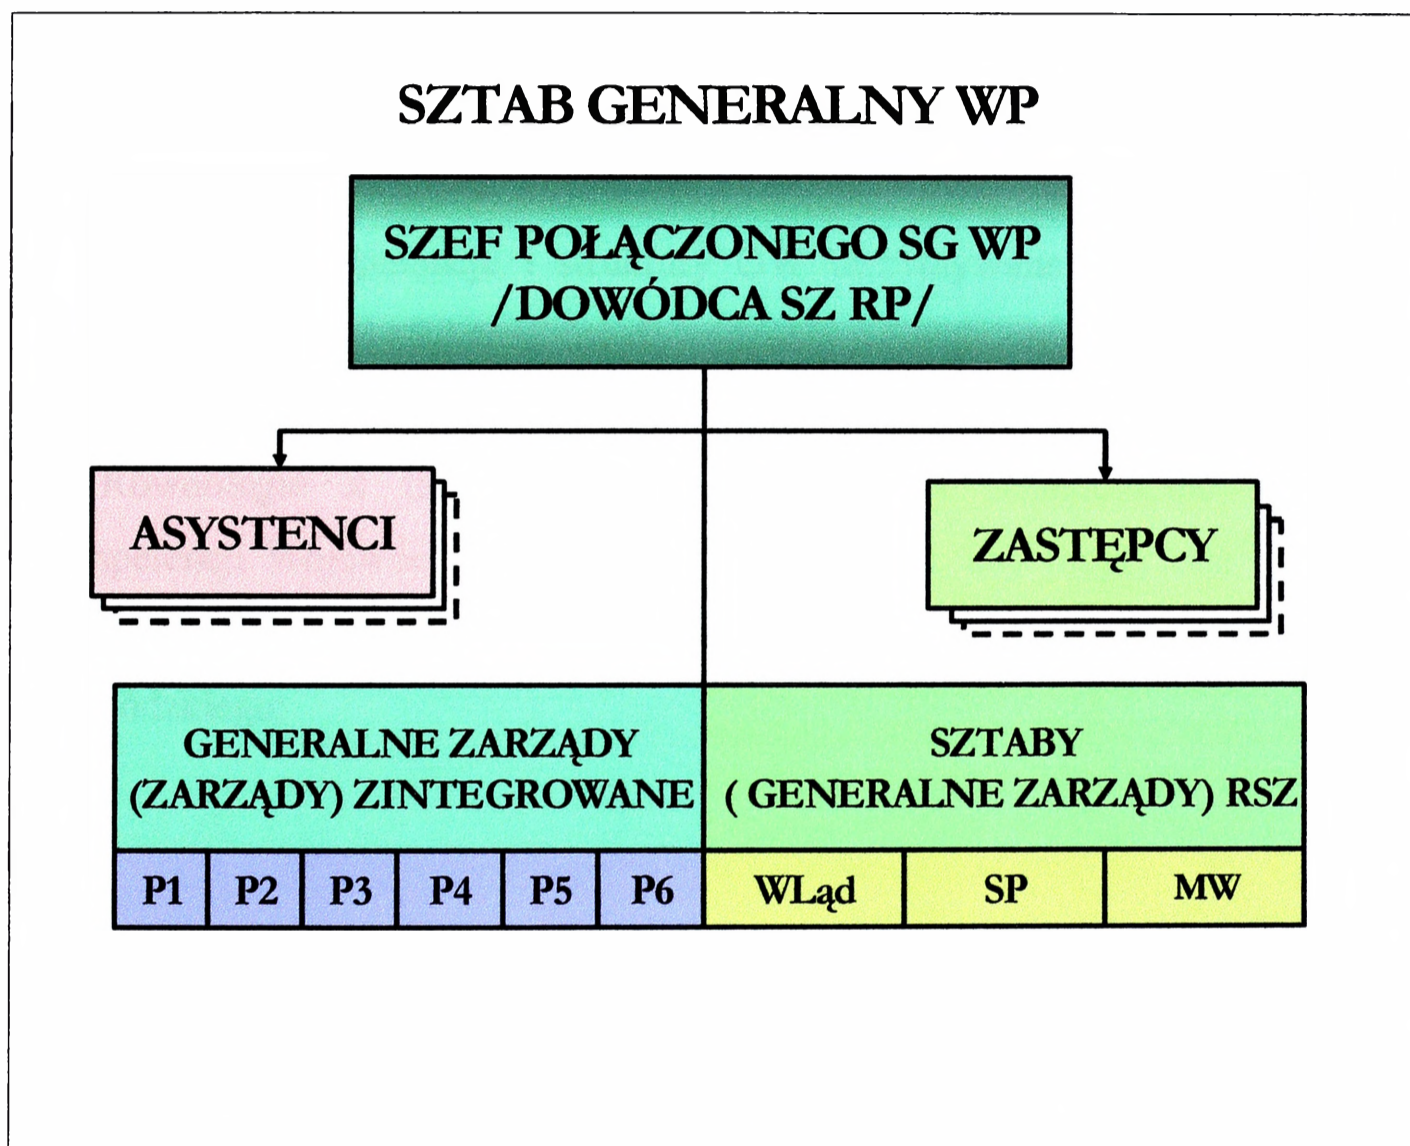 SZTAB GENERALNY WP
SZEF POŁĄCZONEGO SG WP
/DOWÓDCA SZ RP/
ASYSTENCI
ZASTĘPCY
GENERALNE ZARZĄDY
(ZARZĄDY) ZINTEGROWANE
SZTABY
( GENERALNE ZARZĄDY) RSZ
P1 P2 P3 P4 P5 P6 WLąd SP MW